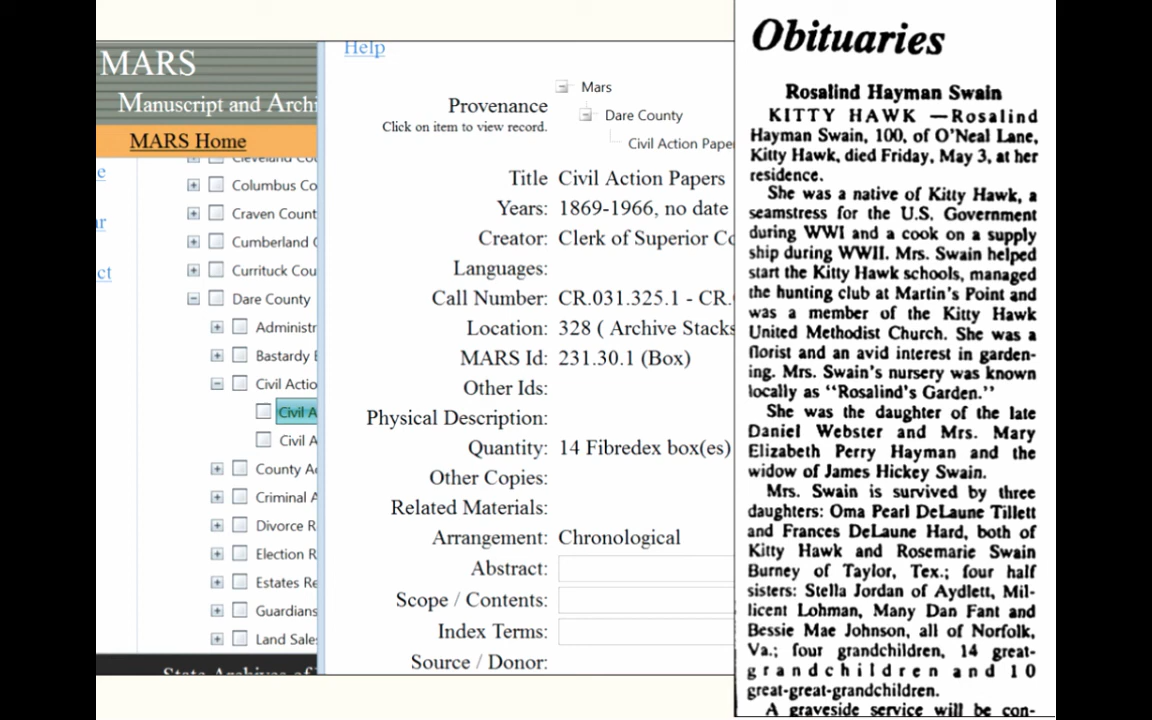 MARS
Manuscript and Archi
MARS Home
Cleveland Cou
Columbus Co
Craven Count
Cumberland C
Currituck Cou
Dare County
Administr
Bastardy B
Civil Actio
Civil A
Civil A
County Ac
Criminal A
Divorce R
Election R
Estates Re
Guardians
Land Sales
State Archives of
Help
Provenance
Click on item to view record.
Mars
Dare County
Civil Action Paper
Title Civil Action Papers
Years: 1869-1966, no date
Creator: Clerk of Superior Co
Languages:
Call Number: CR.031.325.1 - CR.
Location: 328 ( Archive Stacks
MARS Id: 231.30.1 (Box)
Other Ids:
Physical Description:
Quantity: 14 Fibredex box(es)
Other Copies:
Related Materials:
Arrangement: Chronological
Abstract:
Scope / Contents:
Index Terms:
Source / Donor:
Obituaries
Rosalind Hayman Swain
KITTY HAWK —Rosalind
Hayman Swain, 100, of O'Neal Lane,
Kitty Hawk, died Friday, May 3, at her
residence.
She was a native of Kitty Hawk, a
seamstress for the U.S. Government
during WWI and a cook on a supply
ship during WWII. Mrs. Swain helped
start the Kitty Hawk schools, managed
the hunting club at Martin's Point and
was a member of the Kitty Hawk
United Methodist Church. She was a
florist and an avid interest in garden-
ing. Mrs. Swain's nursery was known
locally as "Rosalind's Garden."
She was the daughter of the late
Daniel Webster and Mrs. Mary
Elizabeth Perry Hayman and the
widow of James Hickey Swain.
Mrs. Swain is survived by three
daughters: Oma Pearl DeLaune Tillett
and Frances DeLaune Hard, both of
Kitty Hawk and Rosemarie Swain
Burney of Taylor, Tex.; four half
sisters: Stella Jordan of Aydlett, Mil-
licent Lohman, Many Dan Fant and
Bessie Mae Johnson, all of Norfolk,
Va.; four grandchildren, 14 great-
grandchildren and 10
great-great-grandchildren.
A graveside service will be con-